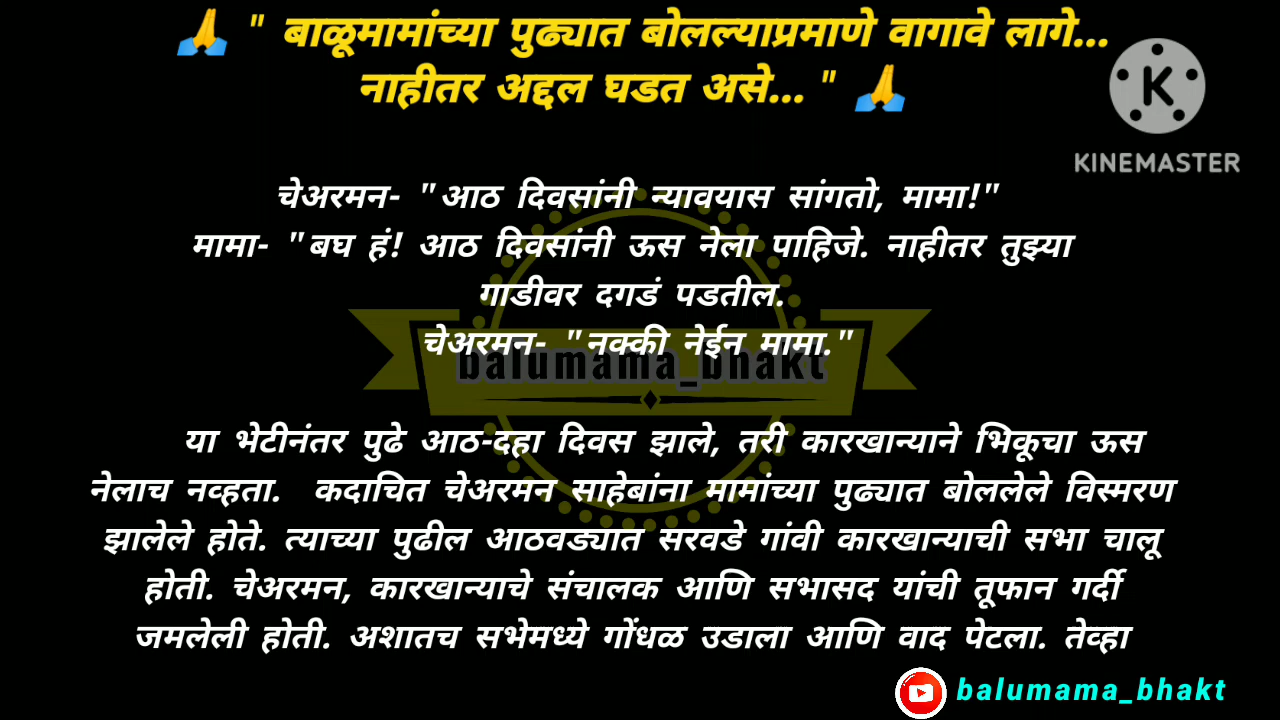 🙏 " बाळूमामांच्या पुढ्यात बोलल्याप्रमाणे वागावे लागे...
नाहीतर अद्दल घडत असे... " 🙏
K
KINEMASTER
चेअरमन- "आठ दिवसांनी न्यावयास सांगतो, मामा!"
मामा- "बघ हं! आठ दिवसांनी ऊस नेला पाहिजे. नाहीतर तुझ्या
गाडीवर दगडं पडतील.
चेअरमन- "नक्की नेईन मामा."
balumama_bhakt
या भेटीनंतर पुढे आठ-दहा दिवस झाले, तरी कारखान्याने भिकूचा ऊस
नेलाच नव्हता. कदाचित चेअरमन साहेबांना मामांच्या पुढ्यात बोललेले विस्मरण
झालेले होते. त्याच्या पुढील आठवड्यात सरवडे गांवी कारखान्याची सभा चालू
होती. चेअरमन, कारखान्याचे संचालक आणि सभासद यांची तूफान गर्दी
जमलेली होती. अशातच सभेमध्ये गोंधळ उडाला आणि वाद पेटला. तेव्हा
balumama_bhakt